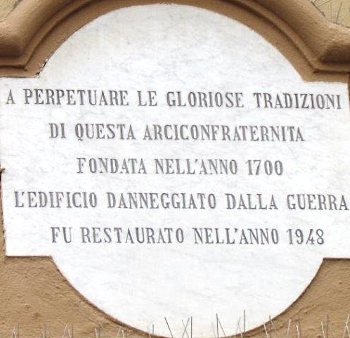 A PERPETUARE LE GLORIOSE TRADIZIONI
DI QUESTA ARCICONFRATERNITA
FONDATA NELL'ANNO 1700
L'EDIFICIO DANNEGGIATO DALLA GUERRA
FU RESTAURATO NELL'ANNO 1948